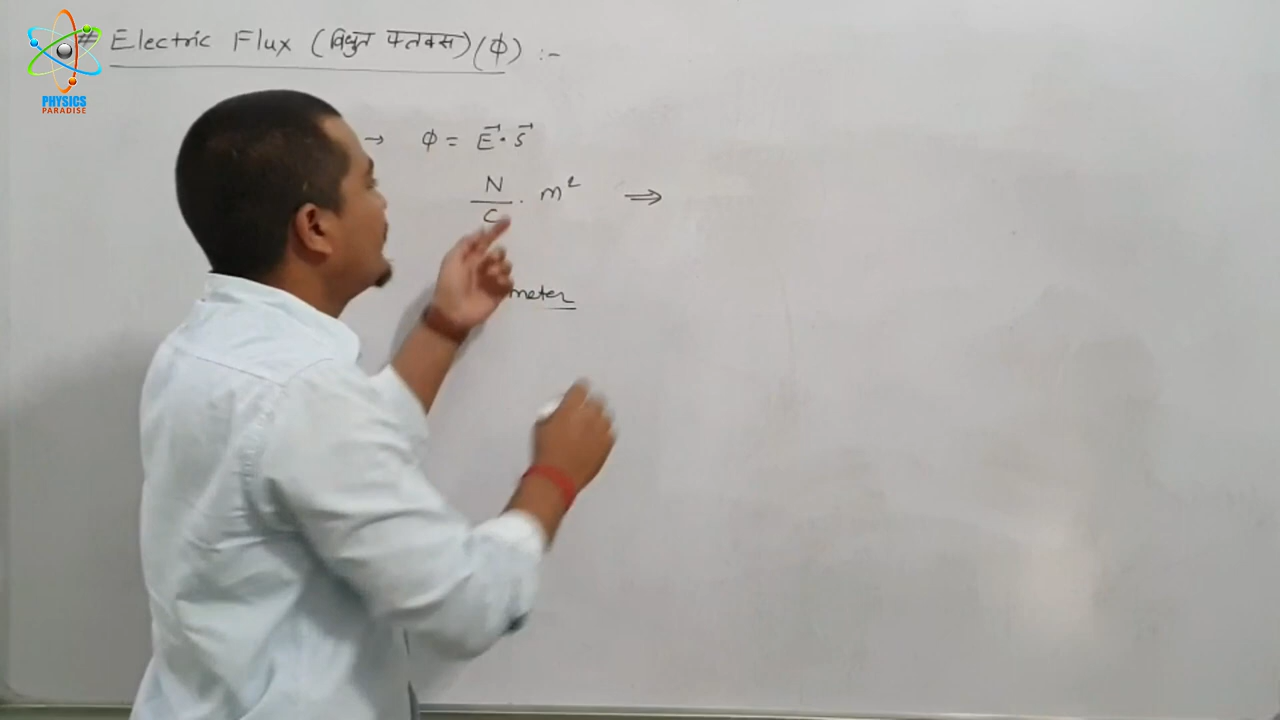 # Electric Flux (विधुत फ्लक्स) (ϕ) :-
PHYSICS
PARADISE
→ ϕ = E⃗ · S⃗
N/C · m² ⇒
meter